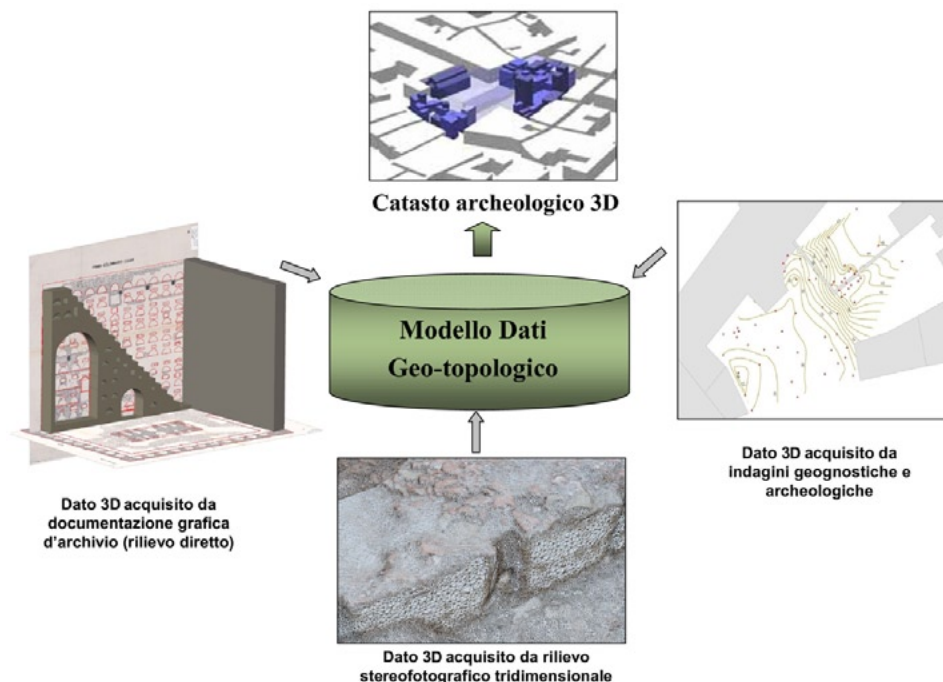 Catasto archeologico 3D
Modello Dati
Geo-topologico
Dato 3D acquisito da
documentazione grafica
d'archivio (rilievo diretto)
Dato 3D acquisito da
indagini geognostiche e
archeologiche
Dato 3D acquisito da rilievo
stereofotografico tridimensionale